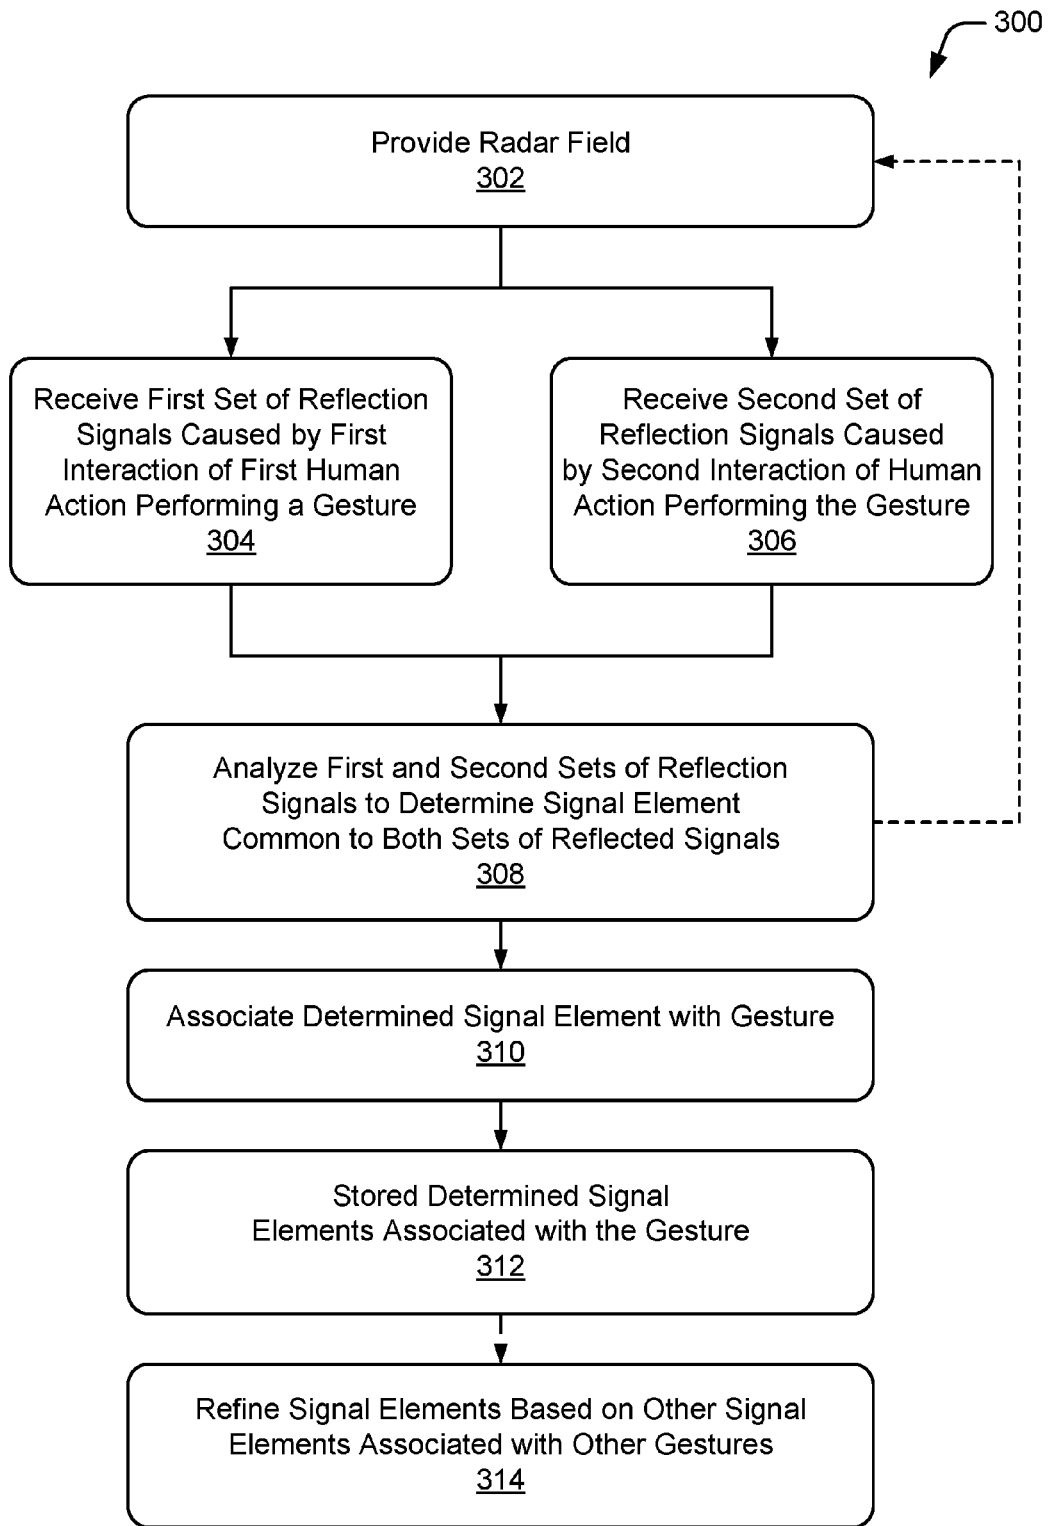 300
Provide Radar Field
302
Receive First Set of Reflection
Signals Caused by First
Interaction of First Human
Action Performing a Gesture
304
Receive Second Set of
Reflection Signals Caused
by Second Interaction of Human
Action Performing the Gesture
306
Analyze First and Second Sets of Reflection
Signals to Determine Signal Element
Common to Both Sets of Reflected Signals
308
Associate Determined Signal Element with Gesture
310
Stored Determined Signal
Elements Associated with the Gesture
312
Refine Signal Elements Based on Other Signal
Elements Associated with Other Gestures
314